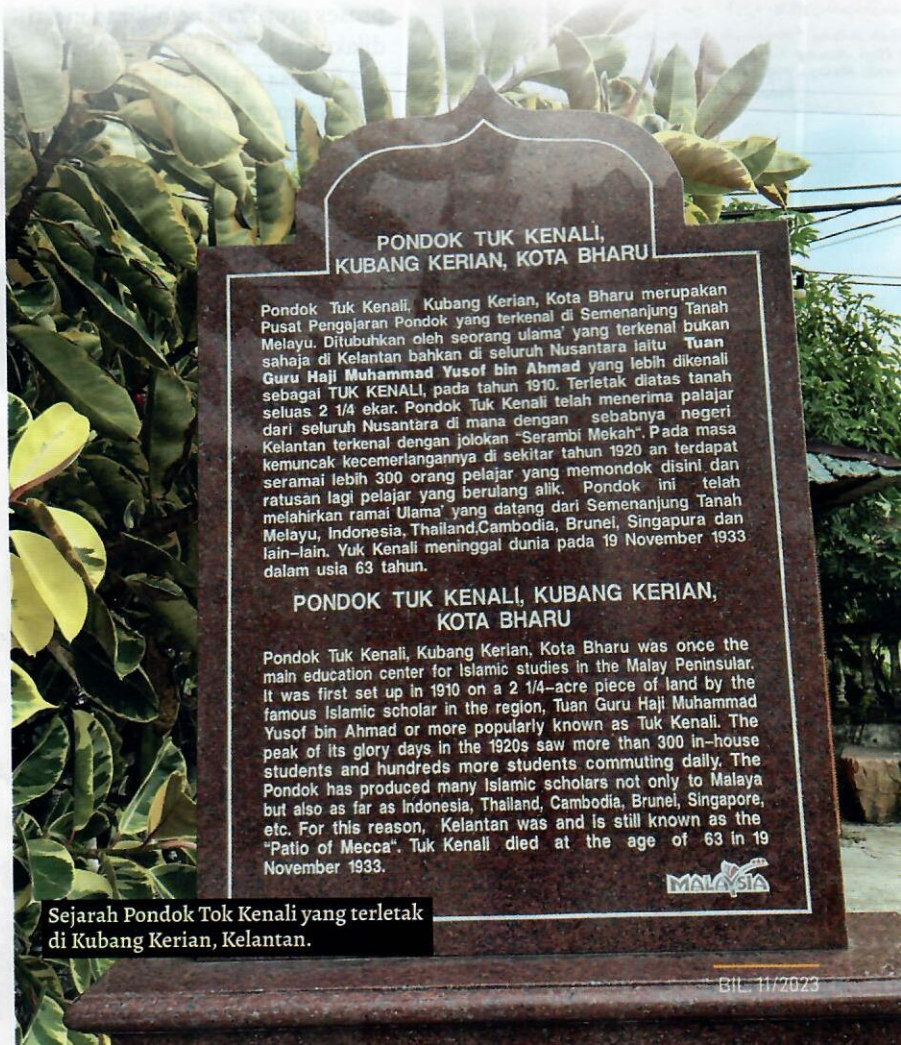 PONDOK TUK KENALI,
KUBANG KERIAN, KOTA BHARU
Pondok Tuk Kenali, Kubang Kerian, Kota Bharu merupakan
Pusat Pengajaran Pondok yang terkenal di Semenanjung Tanah
Melayu. Ditubuhkan oleh seorang ulama' yang terkenal bukan
sahaja di Kelantan bahkan di seluruh Nusantara Iaitu Tuan
Guru Haji Muhammad Yusof bin Ahmad yang lebih dikenali
sebagai TUK KENALI, pada tahun 1910. Terletak diatas tanah
seluas 2 1/4 ekar. Pondok Tuk Kenali telah menerima palajar
dari seluruh Nusantara di mana dengan sebabnya negeri
Kelantan terkenal dengan jolokan "Serambi Mekah". Pada masa
kemuncak kecemerlangannya di sekitar tahun 1920 an terdapat
seramai lebih 300 orang pelajar yang memondok disini dan
ratusan lagi pelajar yang berulang alik. Pondok ini telah
melahirkan ramai Ulama' yang datang dari Semenanjung Tanah
Melayu, Indonesia, Thailand,Cambodia, Brunei, Singapura dan
lain-lain. Yuk Kenali meninggal dunia pada 19 November 1933
dalam usia 63 tahun.
PONDOK TUK KENALI, KUBANG KERIAN,
KOTA BHARU
Pondok Tuk Kenali, Kubang Kerian, Kota Bharu was once the
main education center for Islamic studies in the Malay Peninsular.
It was first set up in 1910 on a 2 1/4-acre piece of land by the
famous Islamic scholar in the region, Tuan Guru Haji Muhammad
Yusof bin Ahmad or more popularly known as Tuk Kenali. The
peak of its glory days in the 1920s saw more than 300 in-house
students and hundreds more students commuting daily. The
Pondok has produced many Islamic scholars not only to Malaya
but also as far as Indonesia, Thailand, Cambodia, Brunei, Singapore,
etc. For this reason, Kelantan was and is still known as the
"Patio of Mecca". Tuk Kenali died at the age of 63 in 19
November 1933.
MALAYSIA
Sejarah Pondok Tok Kenali yang terletak
di Kubang Kerian, Kelantan.
BIL. 11/2023